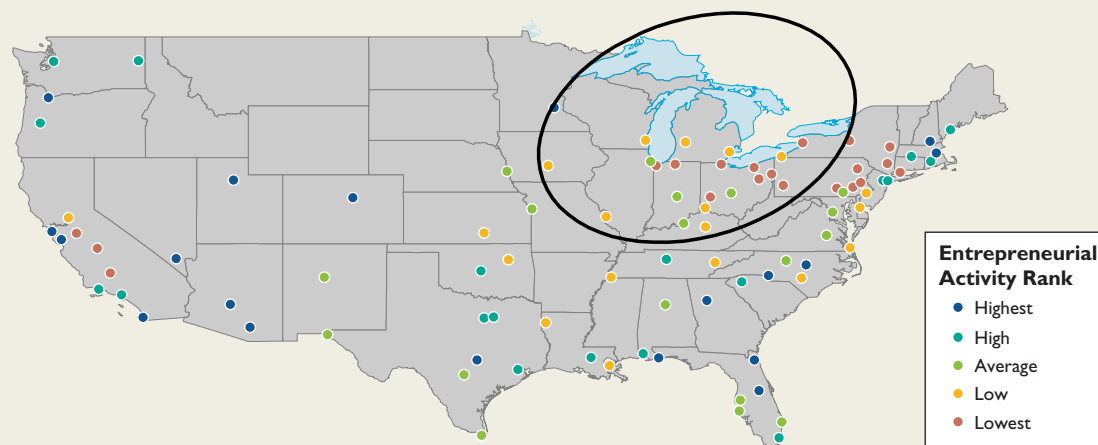 Entrepreneurial
Activity Rank
Highest
High
Average
Low
Lowest